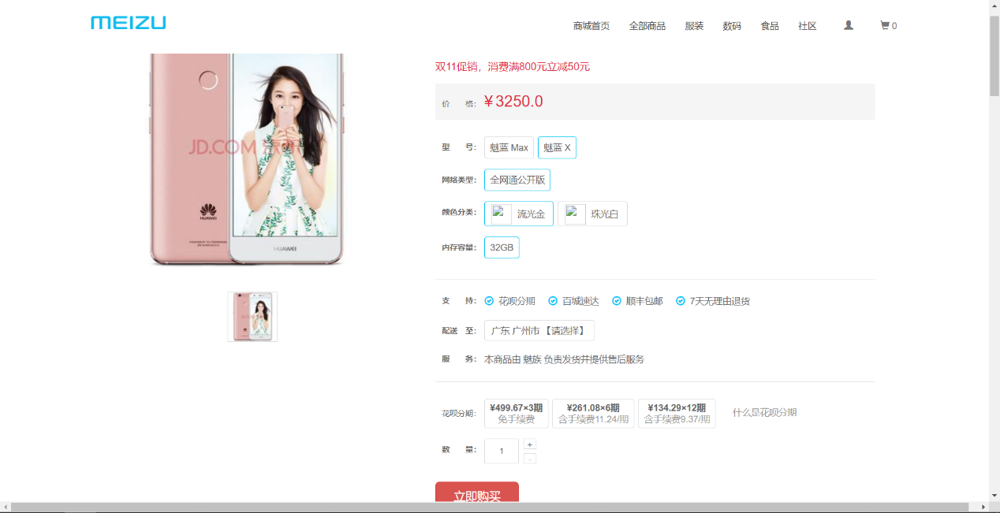 MEIZU
商城首页 全部商品 服装 数码 食品 社区 0
双11促销，消费满800元立减50元
价 格： ¥ 3250.0
型 号： 魅蓝 Max 魅蓝 X
网络类型： 全网通公开版
颜色分类： 流光金 珠光白
内存容量： 32GB
JD.COM
HUAWEI
HUAWEI
支 持： 花呗分期 百城速达 顺丰包邮 7天无理由退货
配送 至： 广东 广州市 【请选择】
服 务： 本商品由 魅族 负责发货并提供售后服务
花呗分期： ¥499.67×3期 ¥261.08×6期 ¥134.29×12期 什么是花呗分期
免手续费 含手续费11.24/期 含手续费9.37/期
数 量： 1 + -
立即购买